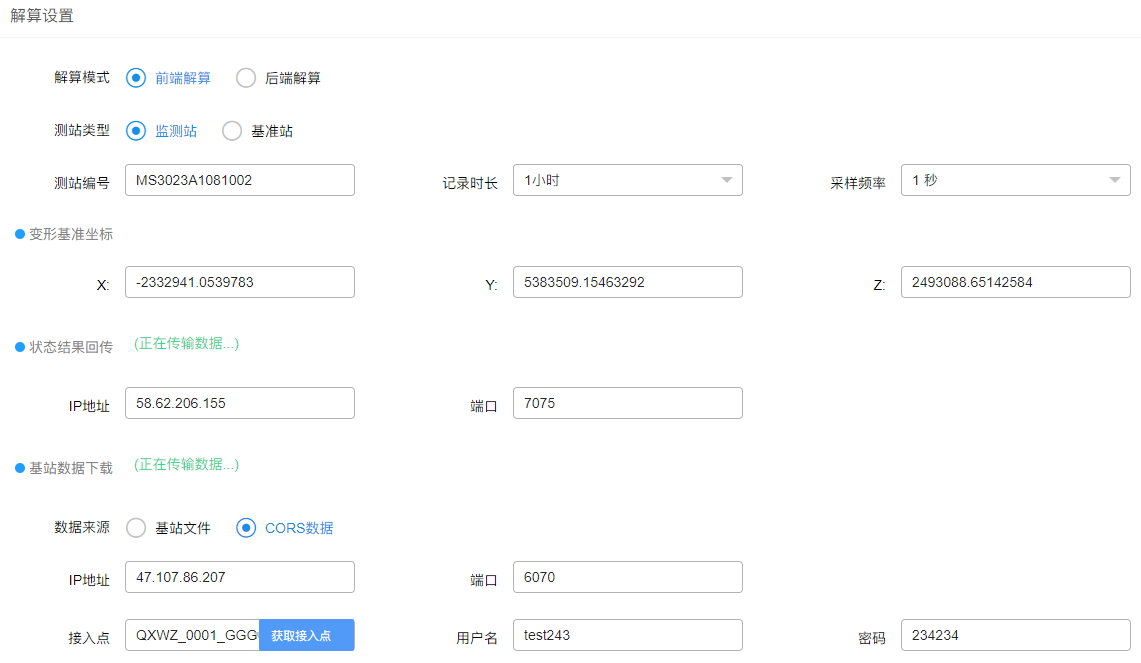 解算设置
解算模式 前端解算 后端解算
测站类型 监测站 基准站
测站编号 MS3023A1081002 记录时长 1小时 采样频率 1 秒
变形基准坐标
X: -2332941.0539783 Y: 5383509.15463292 Z: 2493088.65142584
状态结果回传 (正在传输数据...)
IP地址 58.62.206.155 端口 7075
基站数据下载 (正在传输数据...)
数据来源 基站文件 CORS数据
IP地址 47.107.86.207 端口 6070
接入点 QXWZ_0001_GGG 获取接入点 用户名 test243 密码 234234